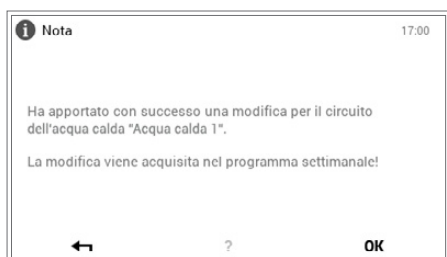 Nota
17:00
Ha apportato con successo una modifica per il circuito
dell'acqua calda "Acqua calda 1".
La modifica viene acquisita nel programma settimanale!
?
OK